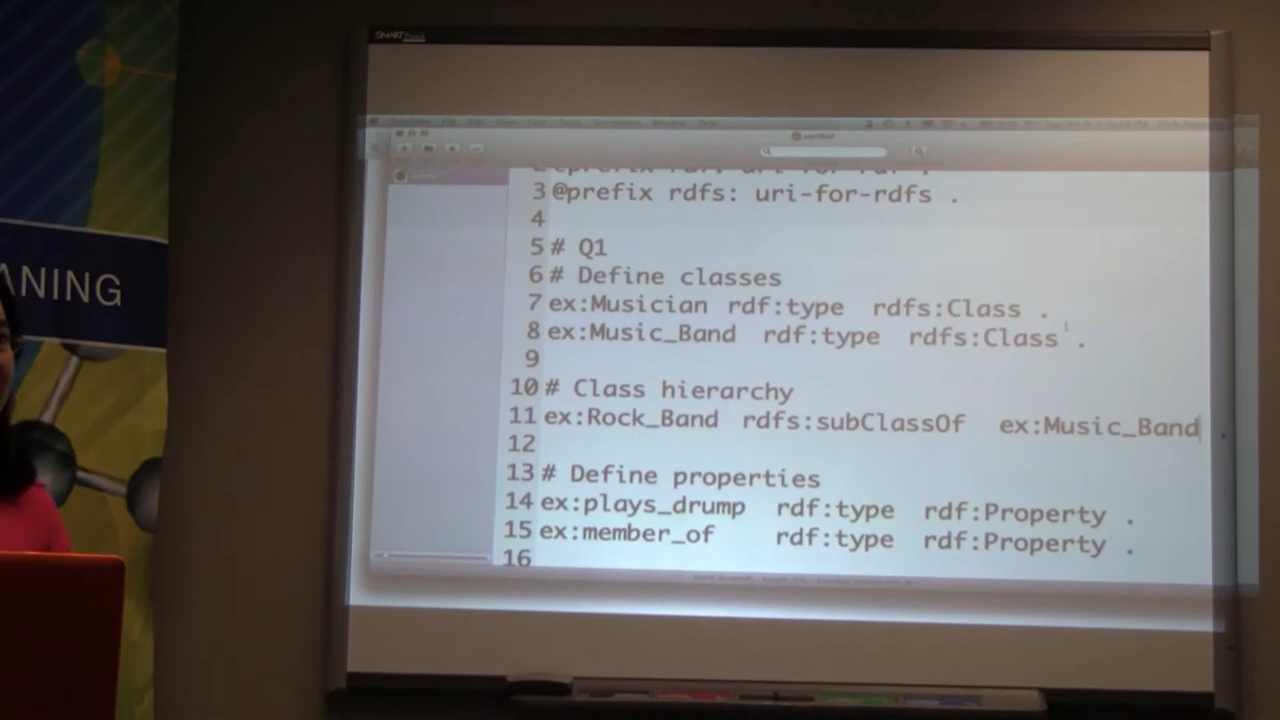 SMART
ANING
3 @prefix rdfs: uri-for-rdfs .
4
5 # Q1
6 # Define classes
7 ex:Musician rdf:type rdfs:Class .
8 ex:Music_Band rdf:type rdfs:Class .
9
10 # Class hierarchy
11 ex:Rock_Band rdfs:subClassOf ex:Music_Band
12
13 # Define properties
14 ex:plays_drump rdf:type rdf:Property .
15 ex:member_of rdf:type rdf:Property .
16